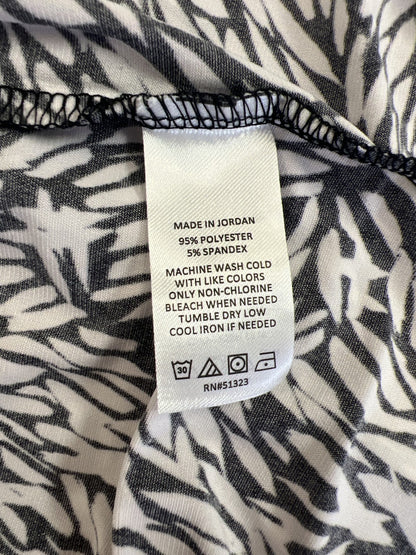 MADE IN JORDAN
95% POLYESTER
5% SPANDEX
MACHINE WASH COLD
WITH LIKE COLORS
ONLY NON-CHLORINE
BLEACH WHEN NEEDED
TUMBLE DRY LOW
COOL IRON IF NEEDED
30
RN#51323